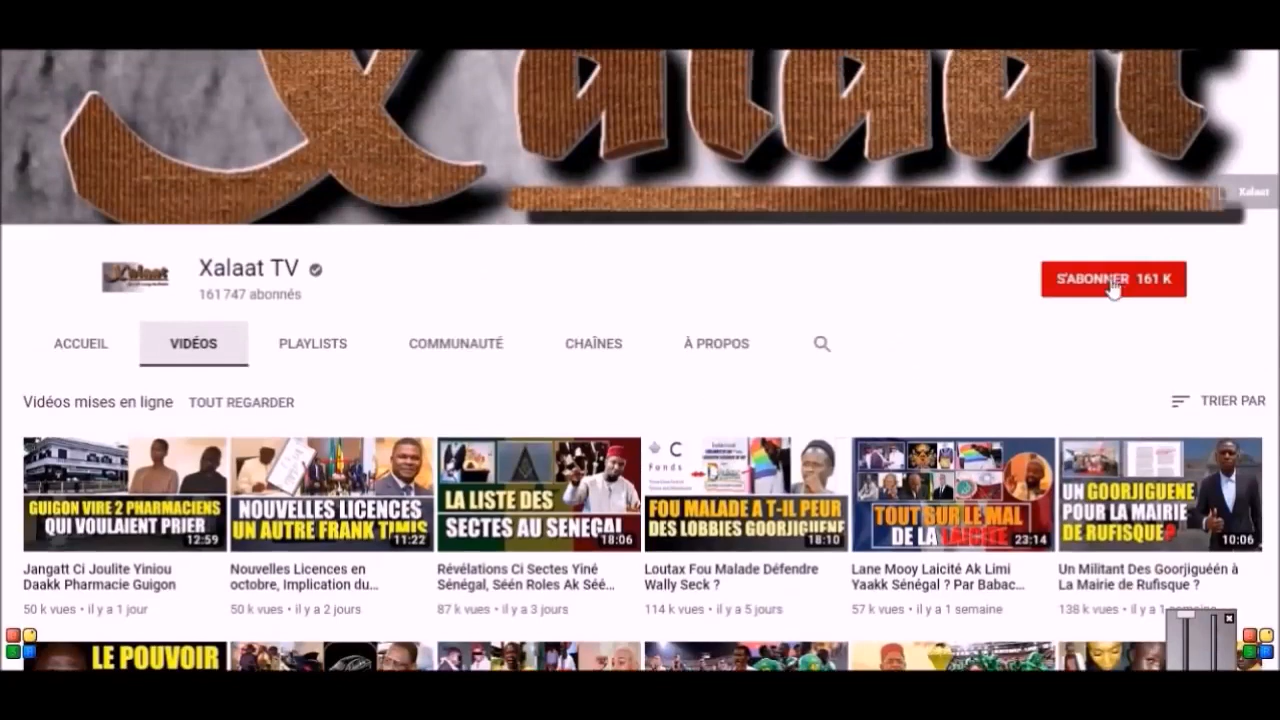 Xalaat
Xalaat
Xalaat TV
161 747 abonnés
S'ABONNER 161 K
ACCUEIL VIDÉOS PLAYLISTS COMMUNAUTÉ CHAÎNES À PROPOS
Vidéos mises en ligne TOUT REGARDER TRIER PAR
GUIGON VIRE 2 PHARMACIENS
QUI VOULAIENT PRIER
12:59
NOUVELLES LICENCES
UN AUTRE FRANK TIMIS
11:22
LA LISTE DES
SECTES AU SENEGAL
18:06
C
Fonds
FOU MALADE A T-IL PEUR
DES LOBBIES GOORJIGUENE
18:10
TOUT SUR LE MAL
DE LA LAICITE
23:14
UN GOORJIGUENE
POUR LA MAIRIE
DE RUFISQUE?
10:06
Jangatt Ci Joulite Yiniou
Daakk Pharmacie Guigon
50 k vues • il y a 1 jour
Nouvelles Licences en
octobre, Implication du...
50 k vues • il y a 2 jours
Révélations Ci Sectes Yiné
Sénégal, Séén Roles Ak Séé...
87 k vues • il y a 3 jours
Loutax Fou Malade Défendre
Wally Seck ?
114 k vues • il y a 5 jours
Lane Mooy Laicité Ak Limi
Yaakk Sénégal ? Par Babac...
57 k vues • il y a 1 semaine
Un Militant Des Goorjiguéén à
La Mairie de Rufisque ?
138 k vues • il y a 1 semaine
LE POUVOIR